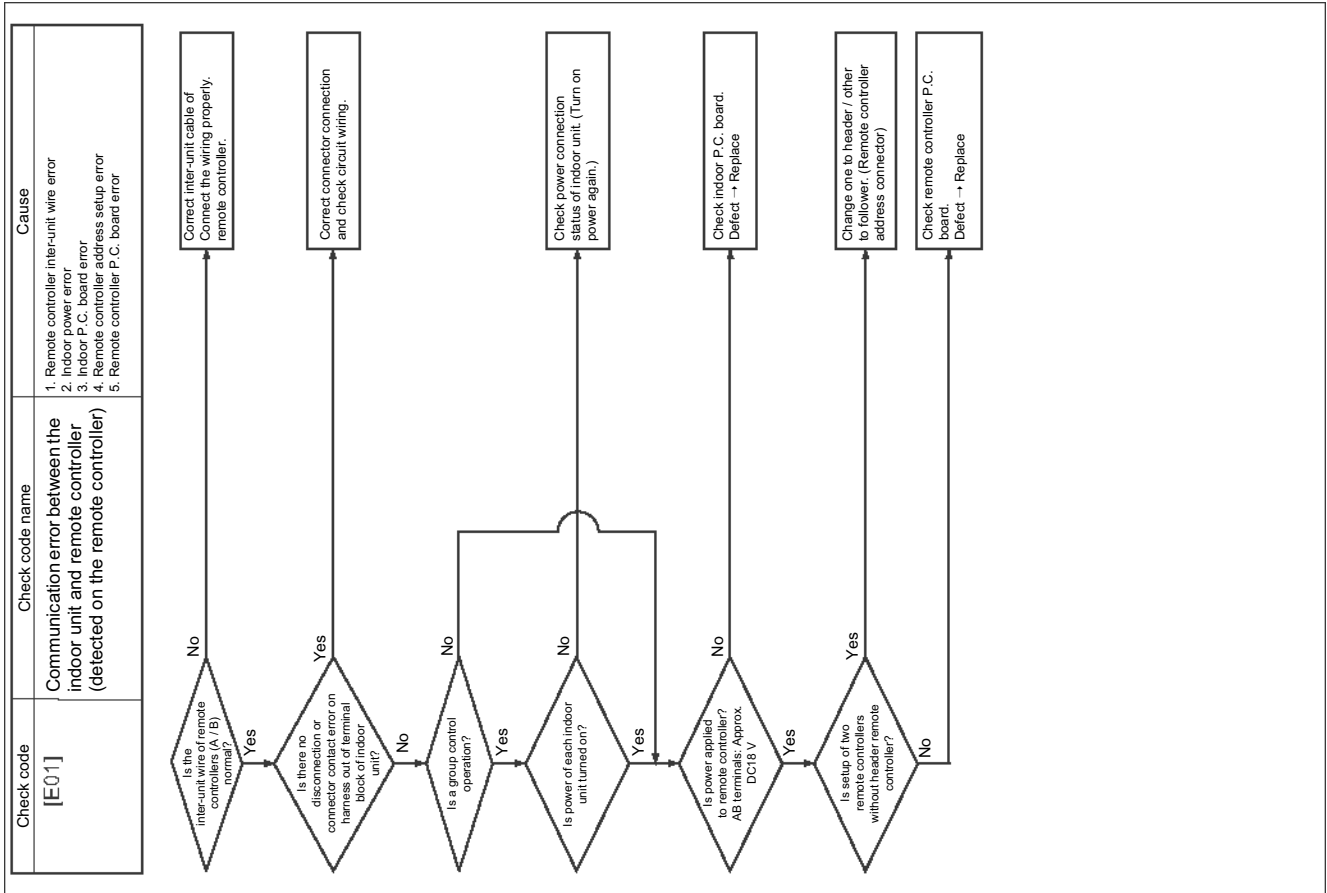 Check code
Check code name
Cause
[E01]
Communication error between the
indoor unit and remote controller
(detected on the remote controller)
1. Remote controller inter-unit wire error
2. Indoor power error
3. Indoor P.C. board error
4. Remote controller address setup error
5. Remote controller P.C. board error
Is the
inter-unit wire of remote
controllers (A / B)
normal?
No
Correct inter-unit cable of
Connect the wiring properly.
remote controller.
Yes
Is there no
disconnection or
connector contact error on
harness out of terminal
block of indoor
unit?
Yes
Correct connector connection
and check circuit wiring.
No
Is a group control
operation?
No
Yes
Is power of each indoor
unit turned on?
No
Check power connection
status of indoor unit. (Turn on
power again.)
Yes
Is power applied
to remote controller?
AB terminals: Approx.
DC18 V
No
Check indoor P.C. board.
Defect → Replace
Yes
Is setup of two
remote controllers
without header remote
controller?
Yes
Change one to header / other
to follower. (Remote controller
address connector)
No
Check remote controller P.C.
board.
Defect → Replace